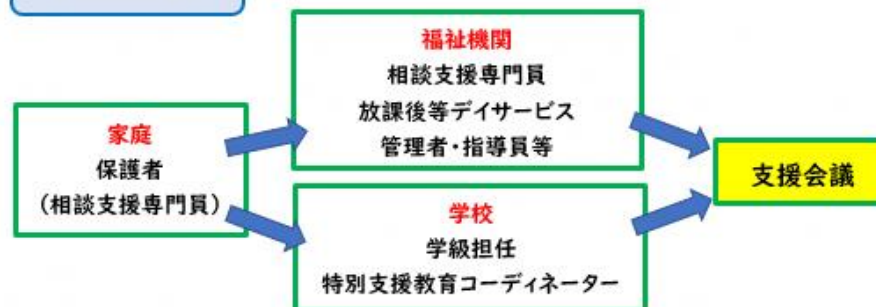 家庭
保護者
(相談支援専門員)
福祉機関
相談支援専門員
放課後等デイサービス
管理者・指導員等
学校
学級担任
特別支援教育コーディネーター
支援会議